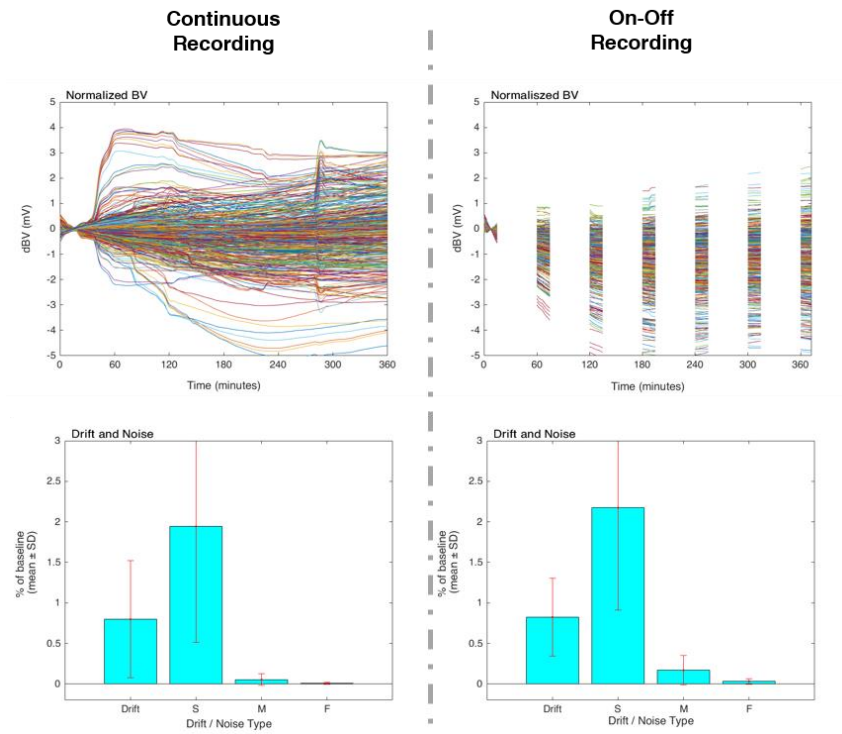 Continuous
Recording
On-Off
Recording
Normalized BV
5
4
3
2
1
0
-1
-2
-3
-4
-5
dBV (mV)
0 60 120 180 240 300 360
Time (minutes)
Normaliszed BV
5
4
3
2
1
0
-1
-2
-3
-4
-5
dBV (mV)
0 60 120 180 240 300 360
Time (minutes)
Drift and Noise
3
2.5
2
1.5
1
0.5
0
% of baseline
(mean ± SD)
Drift S M F
Drift / Noise Type
Drift and Noise
3
2.5
2
1.5
1
0.5
0
% of baseline
(mean ± SD)
Drift S M F
Drift / Noise Type